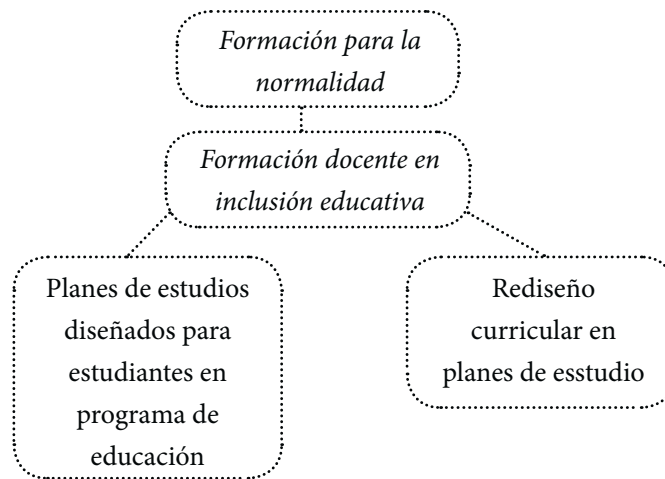 Formación para la
normalidad
Formación docente en
inclusión educativa
Planes de estudios
diseñados para
estudiantes en
programa de
educación
Rediseño
curricular en
planes de esstudio